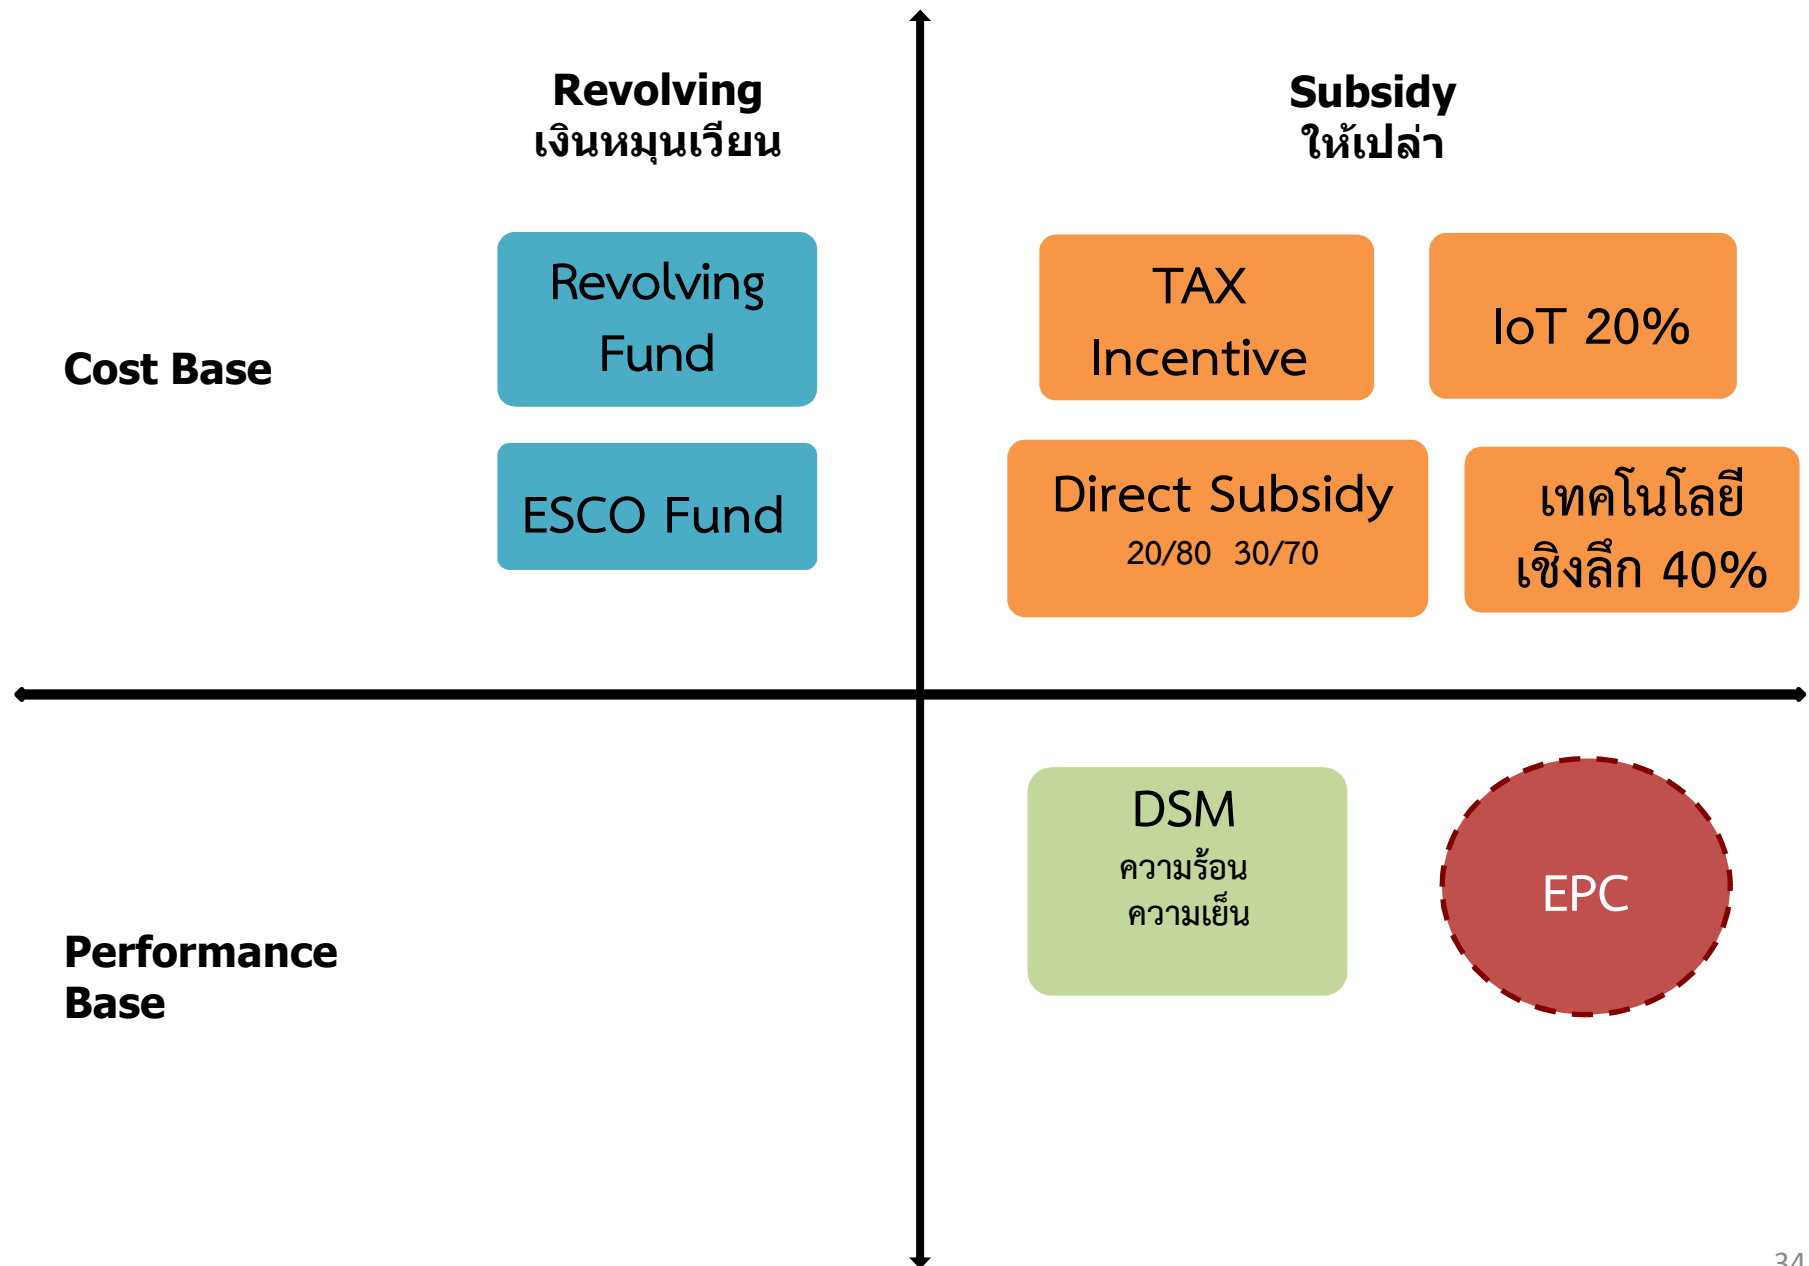 Revolving
เงินหมุนเวียน
Subsidy
ให้เปล่า
Cost Base
Revolving
Fund
ESCO Fund
TAX
Incentive
IoT 20%
Direct Subsidy
20/80 30/70
เทคโนโลยี
เชิงลึก 40%
Performance
Base
DSM
ความร้อน
ความเย็น
EPC
34